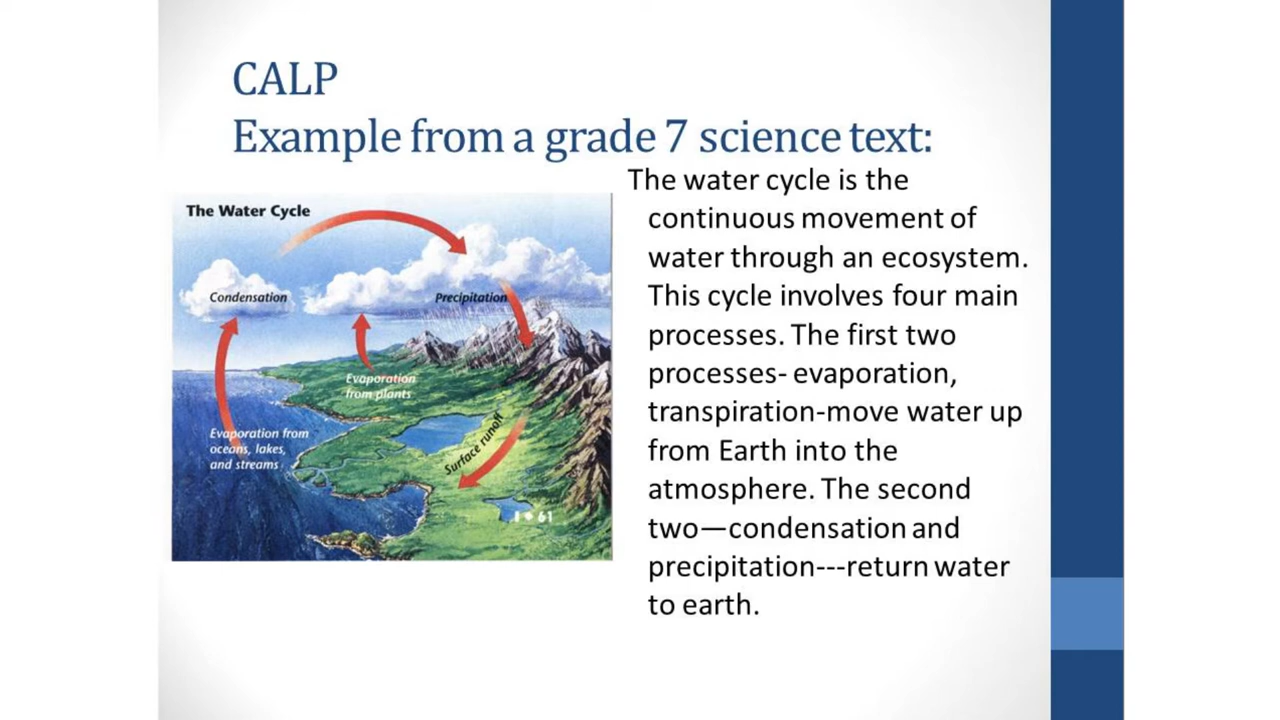 CALP
Example from a grade 7 science text:
The Water Cycle
Condensation
Precipitation
Evaporation
from plants
Evaporation from
oceans, lakes,
and streams
Surface runoff
I ◆ 61
The water cycle is the
continuous movement of
water through an ecosystem.
This cycle involves four main
processes. The first two
processes- evaporation,
transpiration-move water up
from Earth into the
atmosphere. The second
two—condensation and
precipitation---return water
to earth.